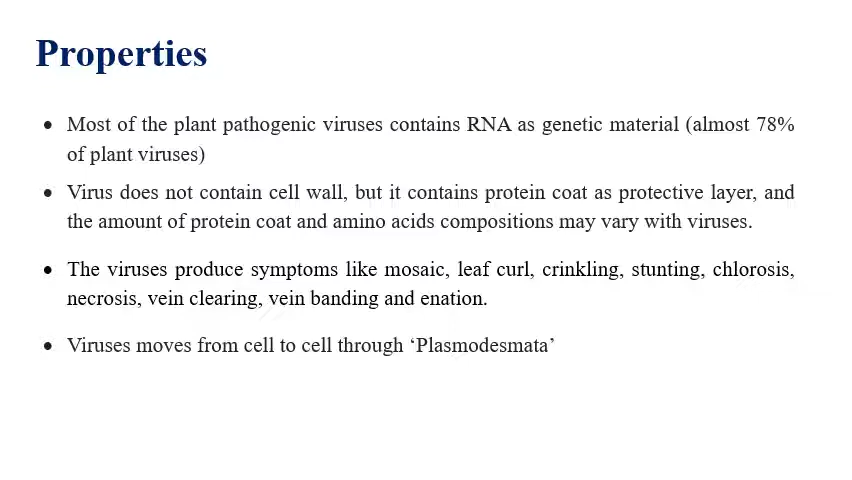 Properties
• Most of the plant pathogenic viruses contains RNA as genetic material (almost 78%
of plant viruses)
• Virus does not contain cell wall, but it contains protein coat as protective layer, and
the amount of protein coat and amino acids compositions may vary with viruses.
• The viruses produce symptoms like mosaic, leaf curl, crinkling, stunting, chlorosis,
necrosis, vein clearing, vein banding and enation.
• Viruses moves from cell to cell through ‘Plasmodesmata’